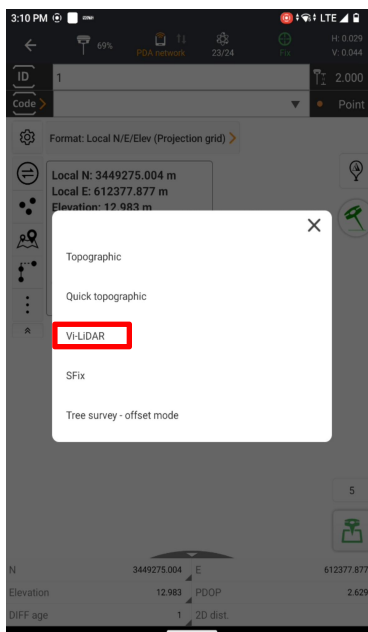 3:10 PM
69%
PDA network
23/24
Fix
H: 0.029
V: 0.044
LTE
ID
1
2.000
Code
Point
Format: Local N/E/Elev (Projection grid)
Local N: 3449275.004 m
Local E: 612377.877 m
Elevation: 12.983 m
Topographic
Quick topographic
Vi-LiDAR
SFix
Tree survey - offset mode
5
N 3449275.004 E 612377.877
Elevation 12.983 PDOP 2.629
DIFF age 1 2D dist.